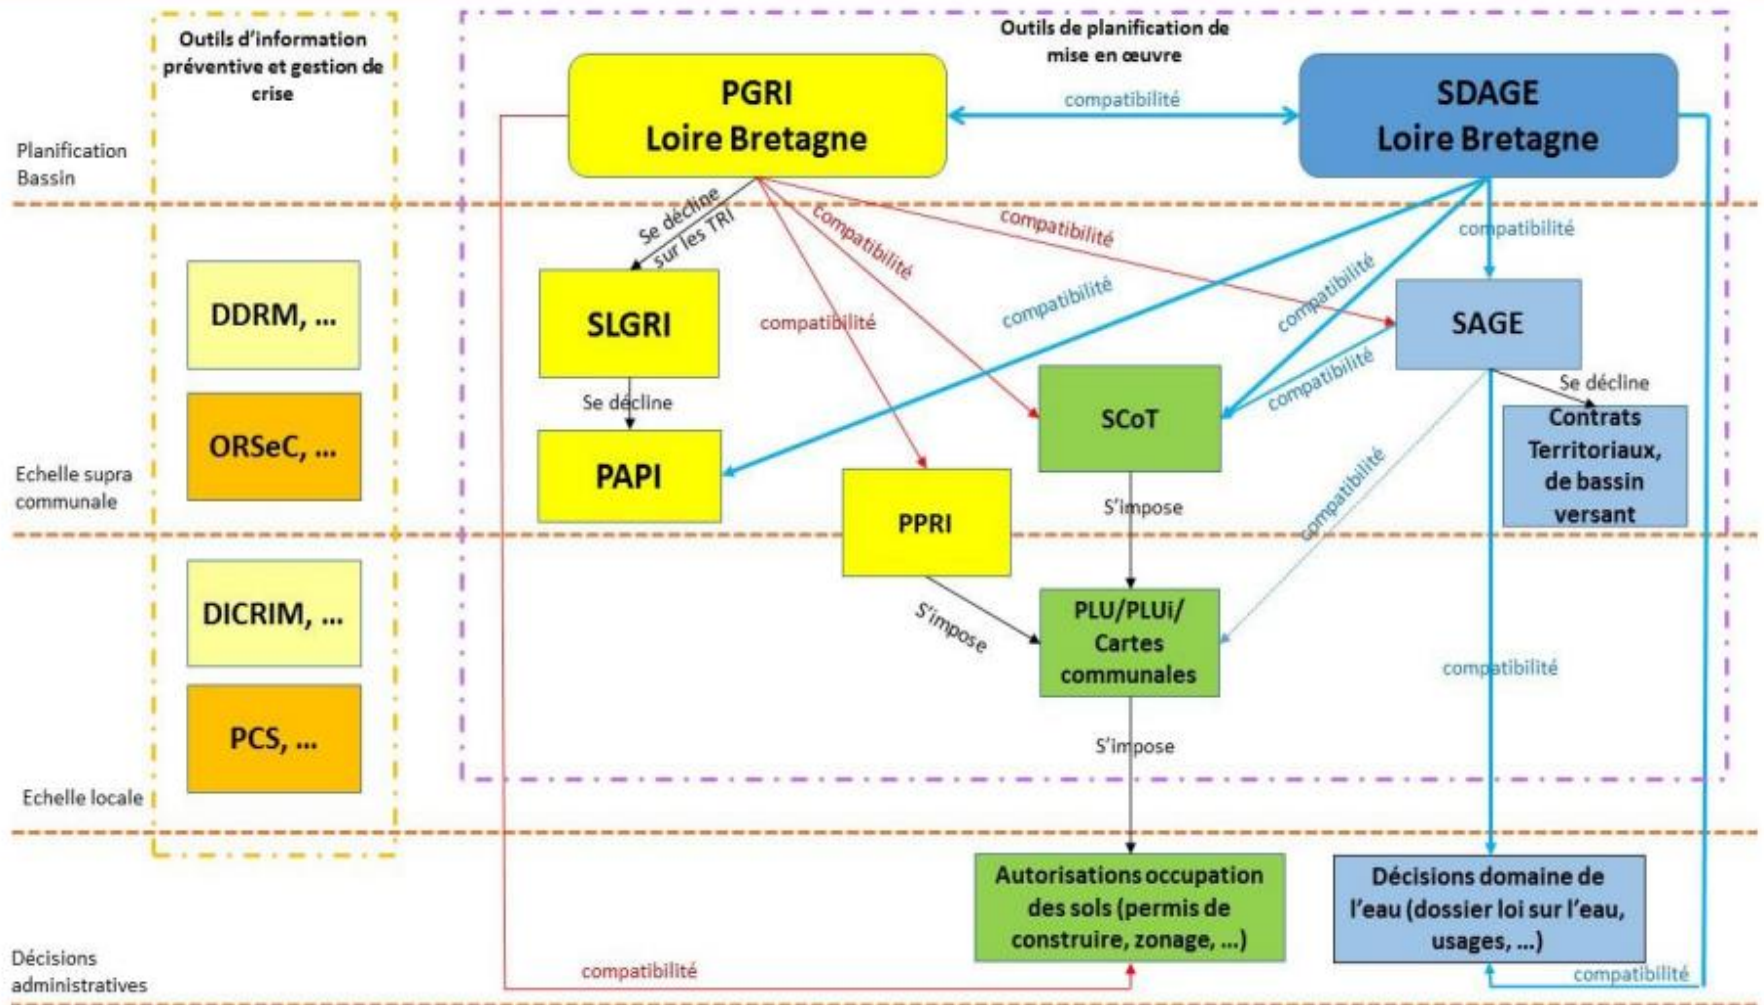 Outils d'information
préventive et gestion de
crise
Outils de planification de
mise en œuvre
Planification
Bassin
PGRI
Loire Bretagne
compatibilité
SDAGE
Loire Bretagne
Se décline
sur les TRI
compatibilité
compatibilité
compatibilité
compatibilité
compatibilité
compatibilité
compatibilité
DDRM, ...
SLGRI
SAGE
Se décline
Se décline
ORSeC, ...
SCoT
Contrats
Territoriaux,
de bassin
versant
Echelle supra
communale
PAPI
PPRI
S'impose
compatibilité
DICRIM, ...
S'impose
PLU/PLUi/
Cartes
communales
compatibilité
PCS, ...
S'impose
Echelle locale
Autorisations occupation
des sols (permis de
construire, zonage, ...)
Décisions domaine de
l'eau (dossier loi sur l'eau,
usages, ...)
Décisions
administratives
compatibilité
compatibilité